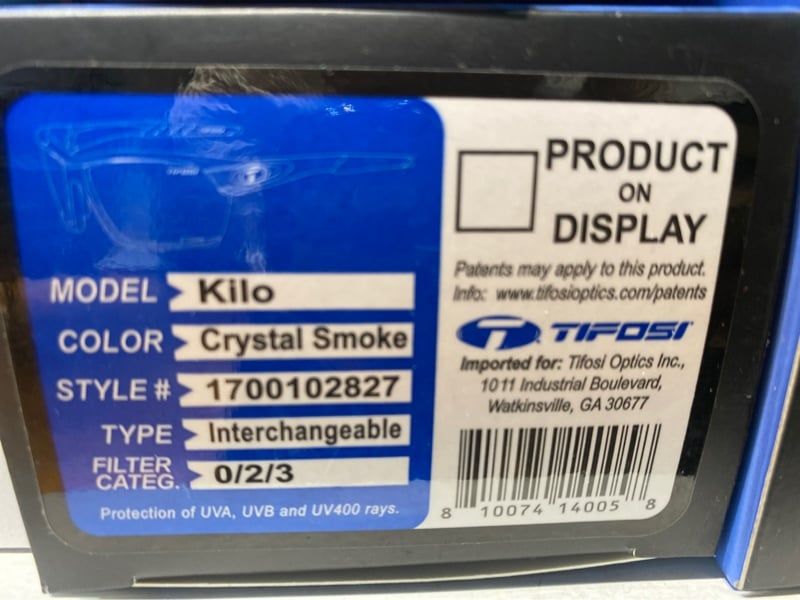 MODEL Kilo
COLOR Crystal Smoke
STYLE # 1700102827
TYPE Interchangeable
FILTER CATEG. 0/2/3
Protection of UVA, UVB and UV400 rays.
PRODUCT
ON
DISPLAY
Patents may apply to this product.
Info: www.tifosioptics.com/patents
TIFOSI
Imported for: Tifosi Optics Inc.,
1011 Industrial Boulevard,
Watkinsville, GA 30677
8 10074 14005 8